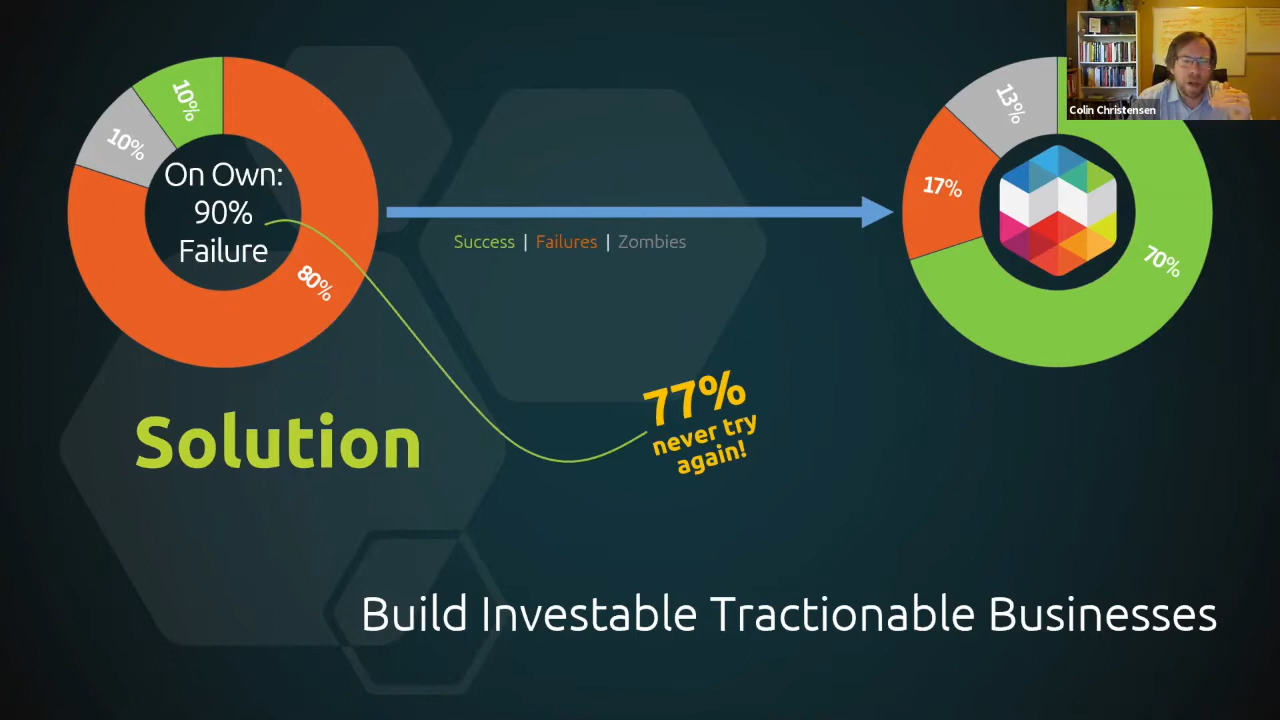 10%
10%
On Own:
90%
Failure
80%
Success | Failures | Zombies
13%
17%
70%
Colin Christensen
77%
never try
again!
Solution
Build Investable Tractionable Businesses